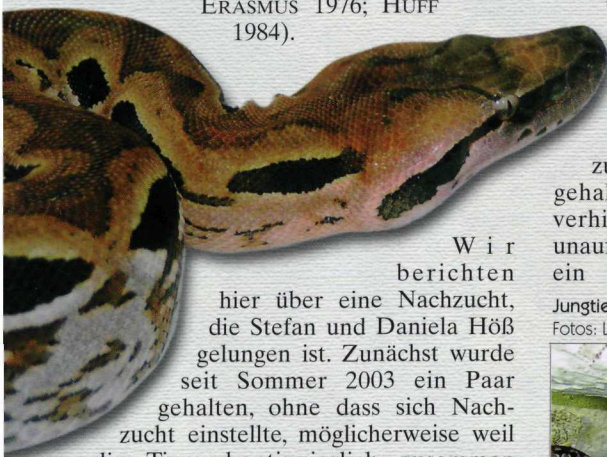 ERASMUS 1976; HUFF
1984).
Wir
berichten
hier über eine Nachzucht,
die Stefan und Daniela Höß
gelungen ist. Zunächst wurde
seit Sommer 2003 ein Paar
gehalten, ohne dass sich Nach-
zucht einstellte, möglicherweise weil
zu
gehal
verhi
unauf
ein
Jungtie
Fotos: L